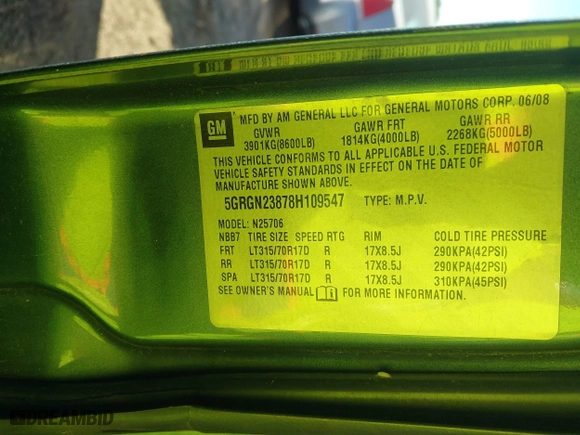 GM
MFD BY AM GENERAL LLC FOR GENERAL MOTORS CORP. 06/08
GVWR GAWR FRT GAWR RR
3901KG(8600LB) 1814KG(4000LB) 2268KG(5000LB)
THIS VEHICLE CONFORMS TO ALL APPLICABLE U.S. FEDERAL MOTOR
VEHICLE SAFETY STANDARDS IN EFFECT ON THE DATE OF
MANUFACTURE SHOWN ABOVE.
5GRGN23878H109547 TYPE: M.P.V.
MODEL: N25706
N8B7 TIRE SIZE SPEED RTG RIM COLD TIRE PRESSURE
FRT LT315/70R17D R 17X8.5J 290KPA(42PSI)
RR LT315/70R17D R 17X8.5J 290KPA(42PSI)
SPA LT315/70R17D R 17X8.5J 310KPA(45PSI)
SEE OWNER'S MANUAL FOR MORE INFORMATION.
DREAMBID